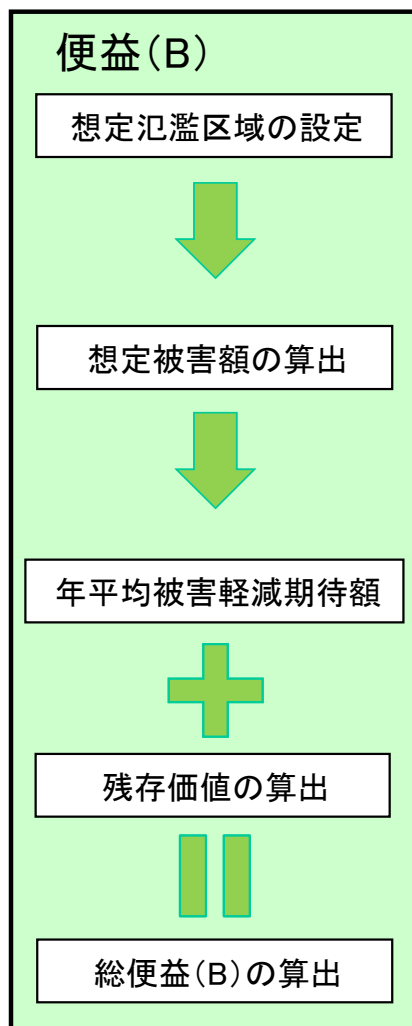 便益(B)
想定氾濫区域の設定
想定被害額の算出
年平均被害軽減期待額
残存価値の算出
総便益(B)の算出